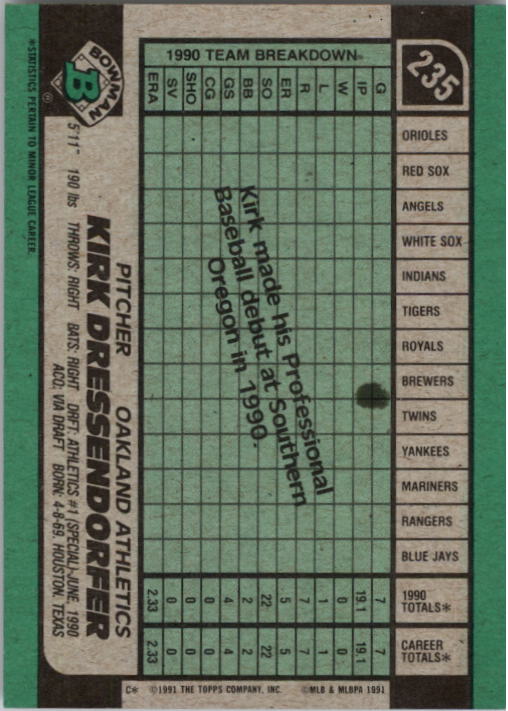 235
BOWMAN
B
5'11" 190 lbs THROWS: RIGHT BATS: RIGHT DRFT: ATHLETICS #1 (SPECIAL)-JUNE, 1990
ACQ: VIA DRAFT BORN: 4-8-69, HOUSTON, TEXAS
KIRK DRESSENDORFER
PITCHER OAKLAND ATHLETICS
1990 TEAM BREAKDOWN
G IP W L R ER SO BB GS CG SHO SV ERA
ORIOLES
RED SOX
ANGELS
WHITE SOX
INDIANS
TIGERS
ROYALS
BREWERS
TWINS
YANKEES
MARINERS
RANGERS
BLUE JAYS
1990 TOTALS* 7 19.1 0 1 7 5 22 2 4 0 0 0 2.33
CAREER TOTALS* 7 19.1 0 1 7 5 22 2 4 0 0 0 2.33
Kirk made his Professional
Baseball debut at Southern
Oregon in 1990.
*STATISTICS PERTAIN TO MINOR LEAGUE CAREER.
C* ©1991 THE TOPPS COMPANY, INC. ©MLB & MLBPA 1991